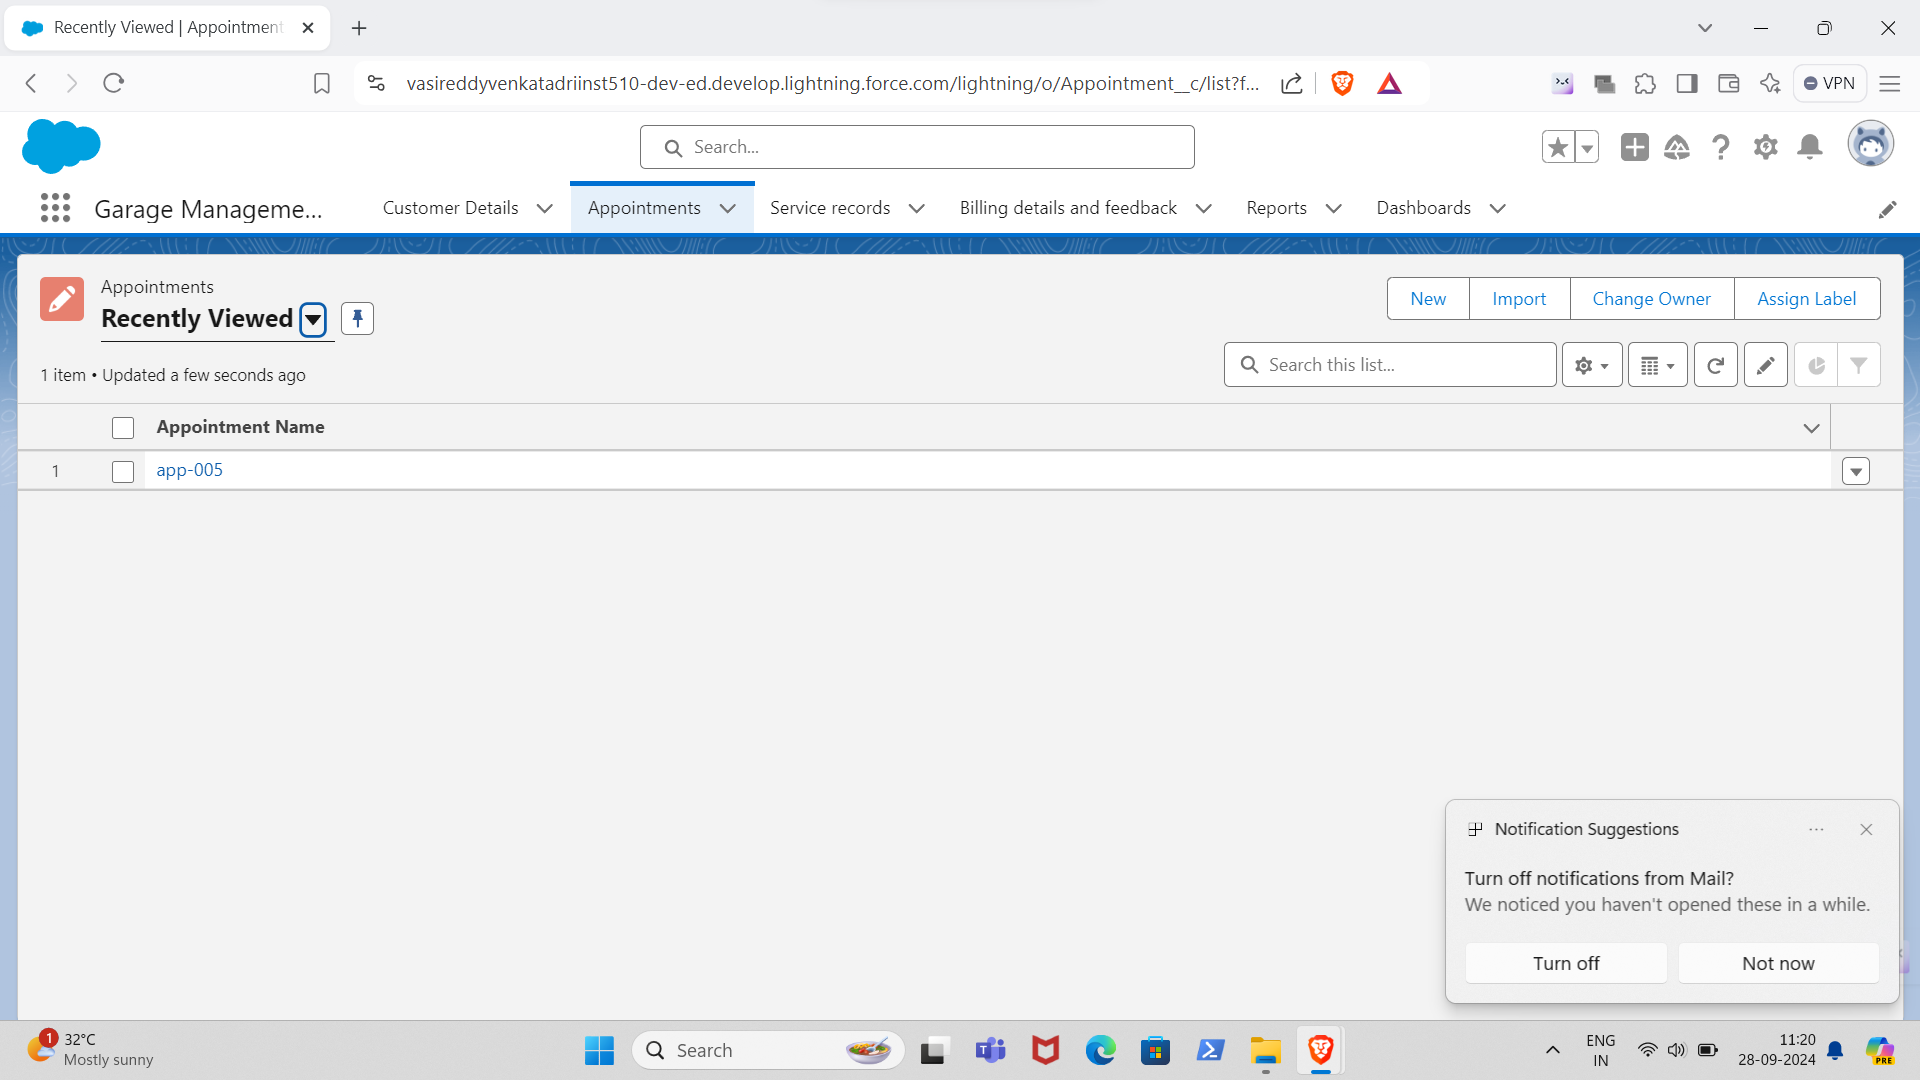 Recently Viewed | Appointment
vasireddyvenkatadriinst510-dev-ed.develop.lightning.force.com/lightning/o/Appointment__c/list?f...
VPN
Search...
Garage Manageme...
Customer Details
Appointments
Service records
Billing details and feedback
Reports
Dashboards
Appointments
Recently Viewed
New
Import
Change Owner
Assign Label
1 item • Updated a few seconds ago
Search this list...
Appointment Name
1
app-005
Notification Suggestions
Turn off notifications from Mail?
We noticed you haven't opened these in a while.
Turn off
Not now
1
32°C
Mostly sunny
Search
ENG
IN
11:20
28-09-2024
PRE